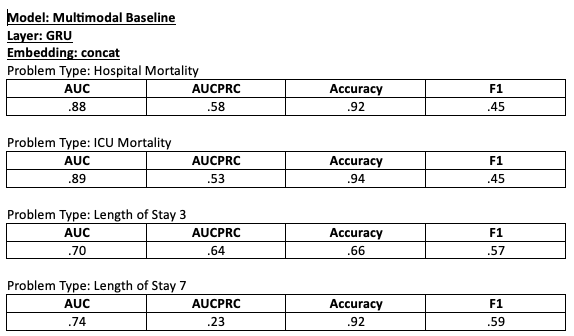 Model: Multimodal Baseline
Layer: GRU
Embedding: concat
Problem Type: Hospital Mortality
AUC AUCPRC Accuracy F1
.88 .58 .92 .45
Problem Type: ICU Mortality
AUC AUCPRC Accuracy F1
.89 .53 .94 .45
Problem Type: Length of Stay 3
AUC AUCPRC Accuracy F1
.70 .64 .66 .57
Problem Type: Length of Stay 7
AUC AUCPRC Accuracy F1
.74 .23 .92 .59